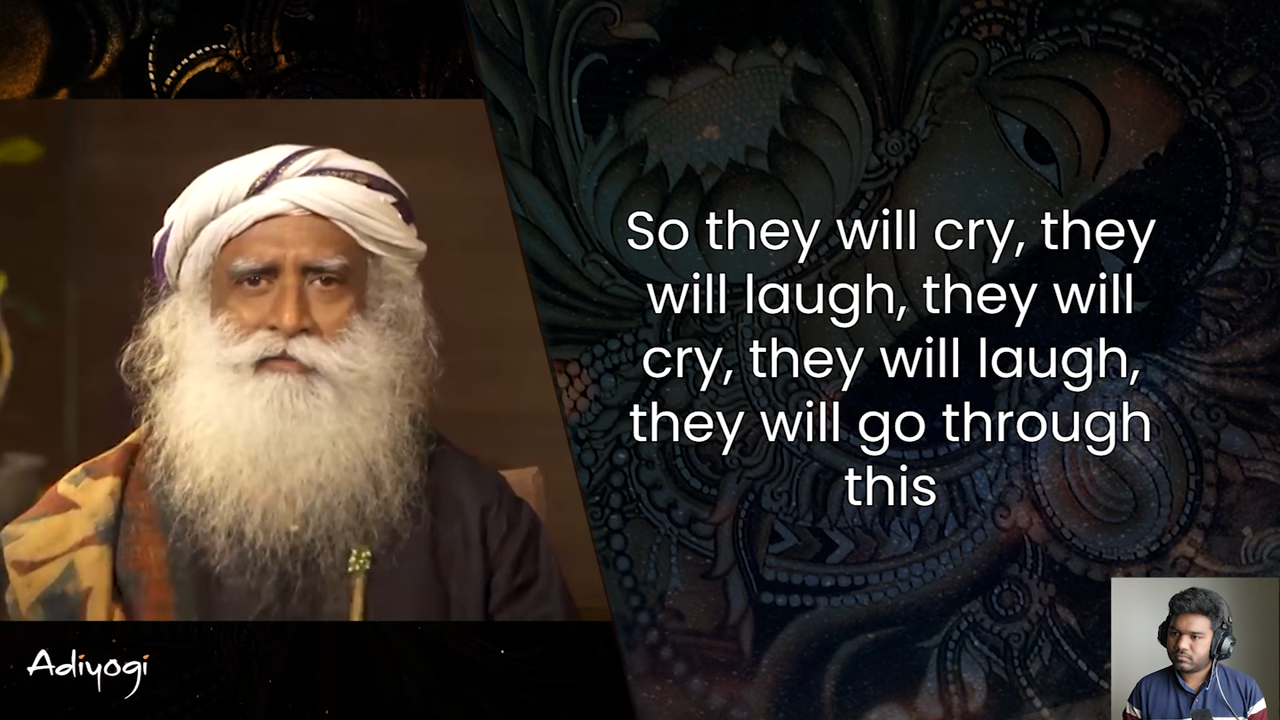 So they will cry, they
will laugh, they will
cry, they will laugh,
they will go through
this
Adiyogi